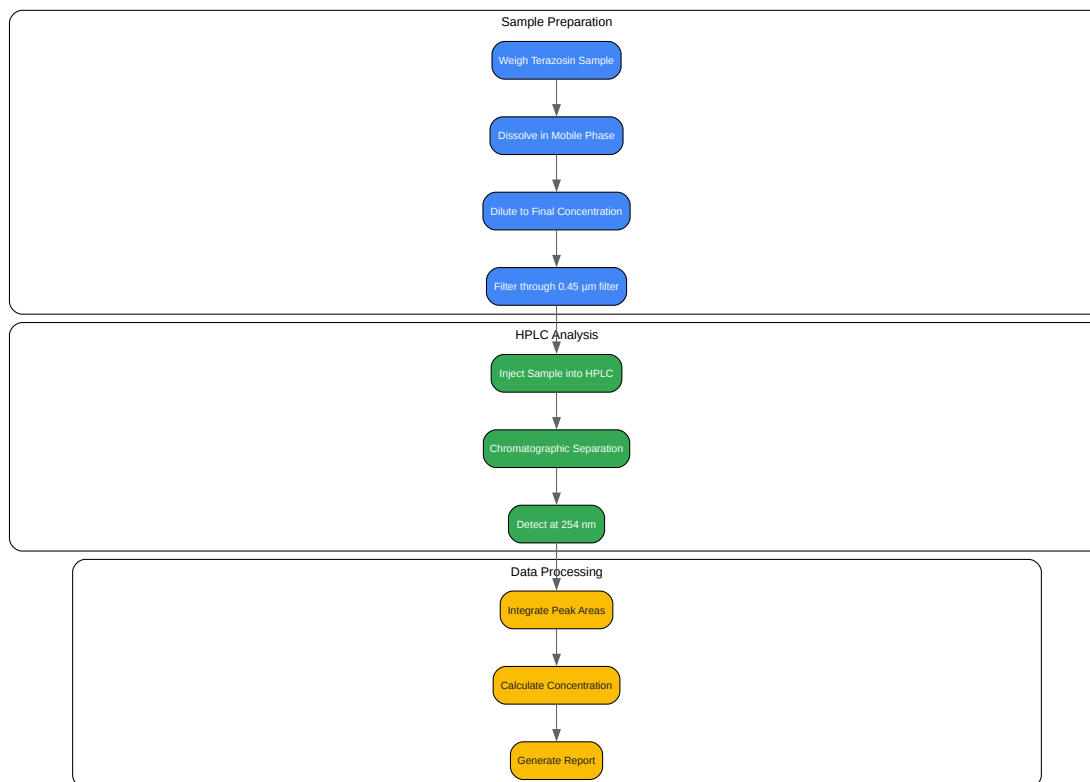 Sample Preparation
Weigh Terazosin Sample
Dissolve in Mobile Phase
Dilute to Final Concentration
Filter through 0.45 µm filter
HPLC Analysis
Inject Sample into HPLC
Chromatographic Separation
Detect at 254 nm
Data Processing
Integrate Peak Areas
Calculate Concentration
Generate Report